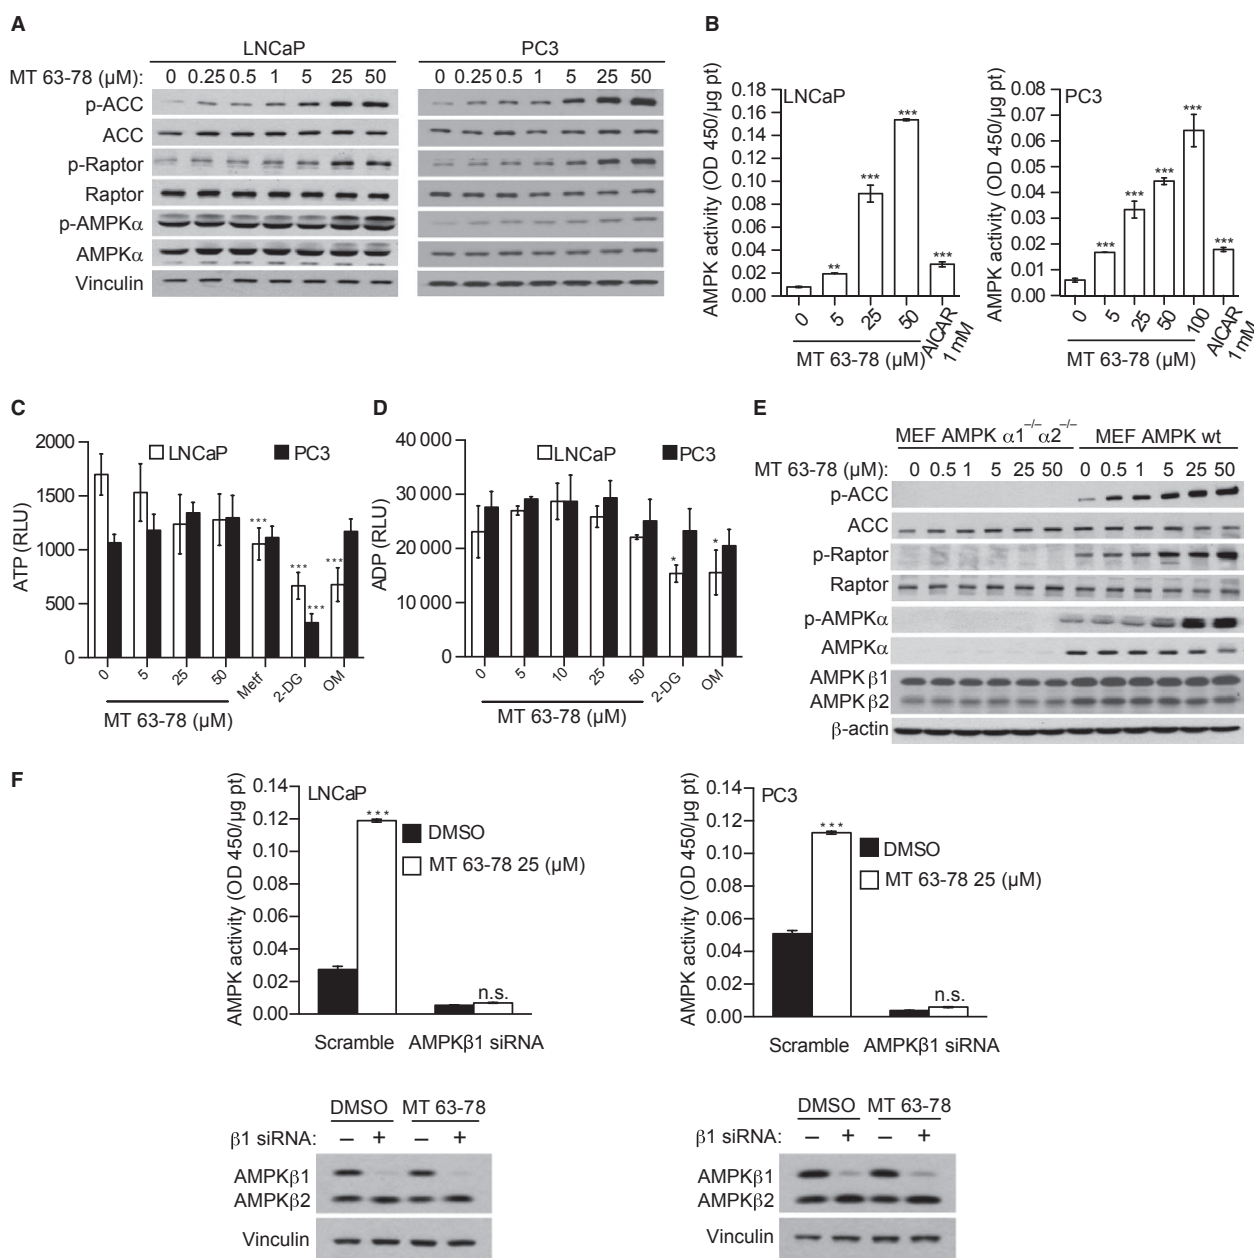 A
LNCaP PC3
MT 63-78 (µM): 0 0.25 0.5 1 5 25 50 0 0.25 0.5 1 5 25 50
p-ACC
ACC
p-Raptor
Raptor
p-AMPKα
AMPKα
Vinculin
B
AMPK activity (OD 450/µg pt)
0.18
0.16
0.14
0.12
0.10
0.08
0.06
0.04
0.02
0.00
LNCaP
** *** *** ***
0 5 25 50 AICAR 1 mM
MT 63-78 (µM)
AMPK activity (OD 450/µg pt)
0.08
0.07
0.06
0.05
0.04
0.03
0.02
0.01
0.00
PC3
*** *** *** *** ***
0 5 25 50 100 AICAR 1 mM
MT 63-78 (µM)
C
ATP (RLU)
2000
1500
1000
500
0
LNCaP PC3
*** *** *** ***
0 5 25 50 Metf 2-DG OM
MT 63-78 (µM)
D
ADP (RLU)
40 000
30 000
20 000
10 000
0
LNCaP PC3
* *
0 5 10 25 50 2-DG OM
MT 63-78 (µM)
E
MEF AMPK α1−/−α2−/− MEF AMPK wt
MT 63-78 (µM): 0 0.5 1 5 25 50 0 0.5 1 5 25 50
p-ACC
ACC
p-Raptor
Raptor
p-AMPKα
AMPKα
AMPK β1
AMPK β2
β-actin
F
AMPK activity (OD 450/µg pt)
0.14
0.12
0.10
0.08
0.06
0.04
0.02
0.00
LNCaP
***
DMSO
MT 63-78 25 (µM)
n.s.
Scramble AMPKβ1 siRNA
AMPK activity (OD 450/µg pt)
0.14
0.12
0.10
0.08
0.06
0.04
0.02
0.00
PC3
***
DMSO
MT 63-78 25 (µM)
n.s.
Scramble AMPKβ1 siRNA
DMSO MT 63-78
β1 siRNA: – + – +
AMPKβ1
AMPKβ2
Vinculin
DMSO MT 63-78
β1 siRNA: – + – +
AMPKβ1
AMPKβ2
Vinculin